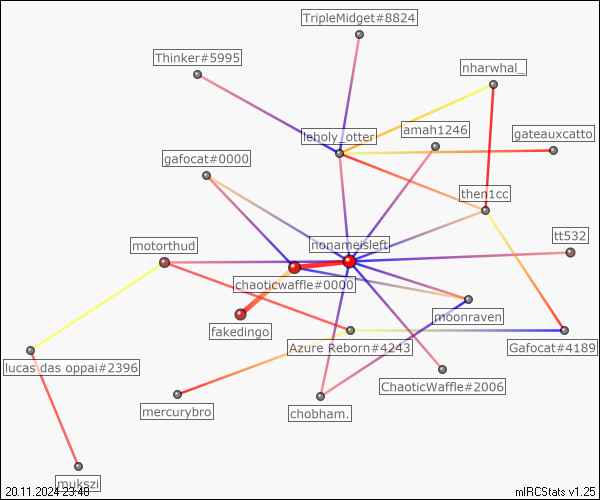 TripleMidget#8824
Thinker#5995
nharwhal_
leholy_otter
amah1246
gateauxcatto
gafocat#0000
then1cc
motorthud
nonameisleft
tt532
chaoticwaffle#0000
moonraven
fakedingo
Azure Reborn#4243
Gafocat#4189
lucas das oppai#2396
ChaoticWaffle#2006
mercurybro
chobham.
mukszi
20.11.2024 23:48
mIRCStats v1.25